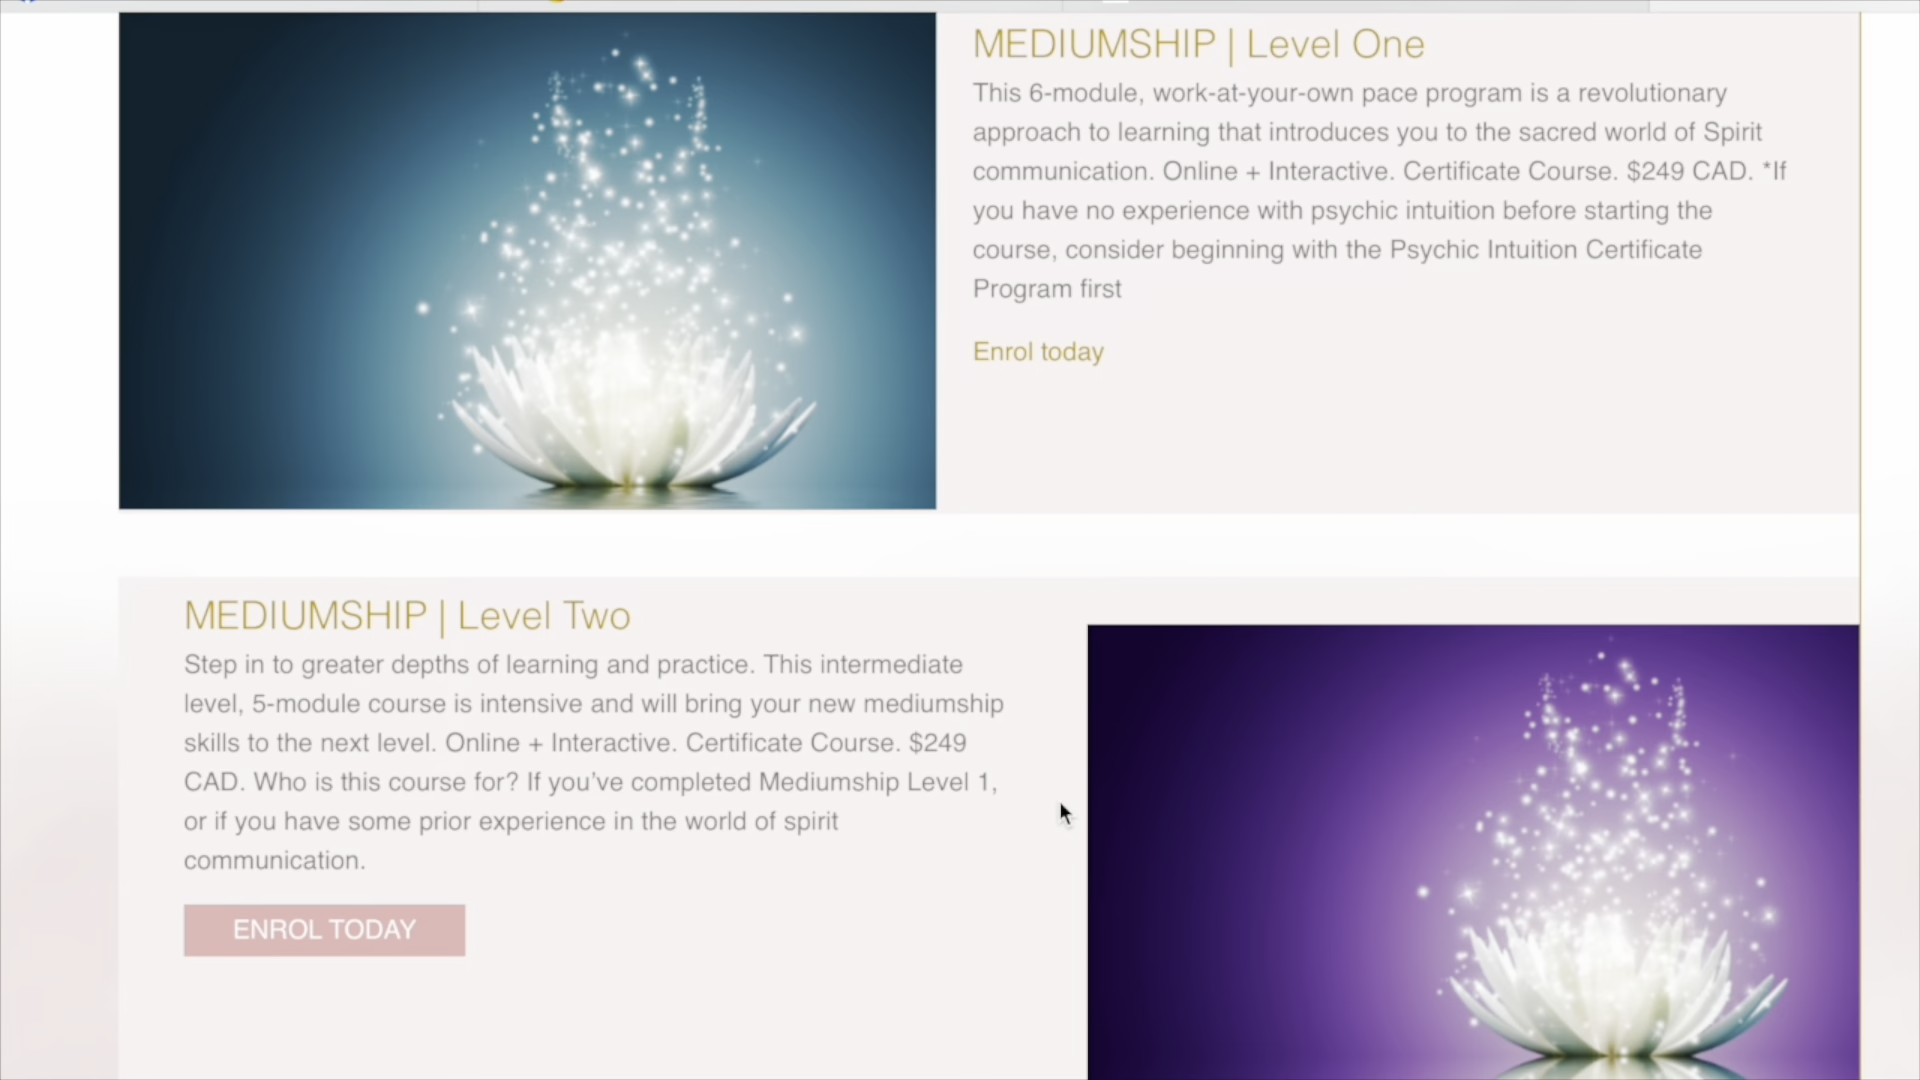 MEDIUMSHIP | Level One
This 6-module, work-at-your-own pace program is a revolutionary
approach to learning that introduces you to the sacred world of Spirit
communication. Online + Interactive. Certificate Course. $249 CAD. *If
you have no experience with psychic intuition before starting the
course, consider beginning with the Psychic Intuition Certificate
Program first
Enrol today
MEDIUMSHIP | Level Two
Step in to greater depths of learning and practice. This intermediate
level, 5-module course is intensive and will bring your new mediumship
skills to the next level. Online + Interactive. Certificate Course. $249
CAD. Who is this course for? If you’ve completed Mediumship Level 1,
or if you have some prior experience in the world of spirit
communication.
ENROL TODAY